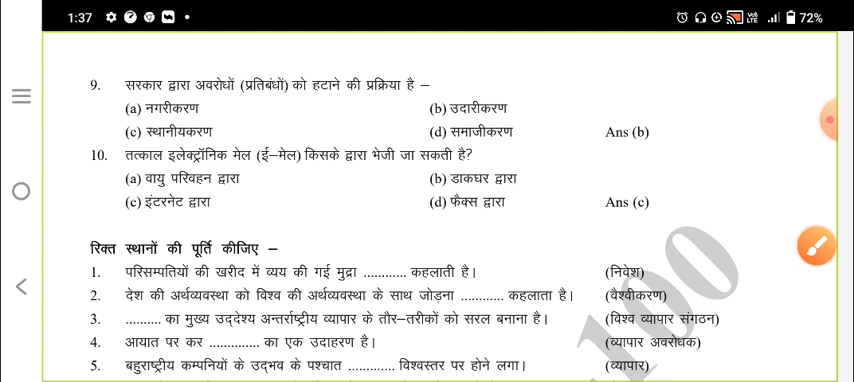 1:37 72%
9. सरकार द्वारा अवरोधों (प्रतिबंधों) को हटाने की प्रक्रिया है –
(a) नगरीकरण (b) उदारीकरण
(c) स्थानीयकरण (d) समाजीकरण Ans (b)
10. तत्काल इलेक्ट्रॉनिक मेल (ई–मेल) किसके द्वारा भेजी जा सकती है?
(a) वायु परिवहन द्वारा (b) डाकघर द्वारा
(c) इंटरनेट द्वारा (d) फैक्स द्वारा Ans (c)
रिक्त स्थानों की पूर्ति कीजिए –
1. परिसम्पतियों की खरीद में व्यय की गई मुद्रा ............ कहलाती है। (निवेश)
2. देश की अर्थव्यवस्था को विश्व की अर्थव्यवस्था के साथ जोड़ना ............ कहलाता है। (वैश्वीकरण)
3. .......... का मुख्य उद्देश्य अन्तर्राष्ट्रीय व्यापार के तौर–तरीकों को सरल बनाना है। (विश्व व्यापार संगठन)
4. आयात पर कर .............. का एक उदाहरण है। (व्यापार अवरोधक)
5. बहुराष्ट्रीय कम्पनियों के उद्भव के पश्चात ............. विश्वस्तर पर होने लगा। (व्यापार)
100